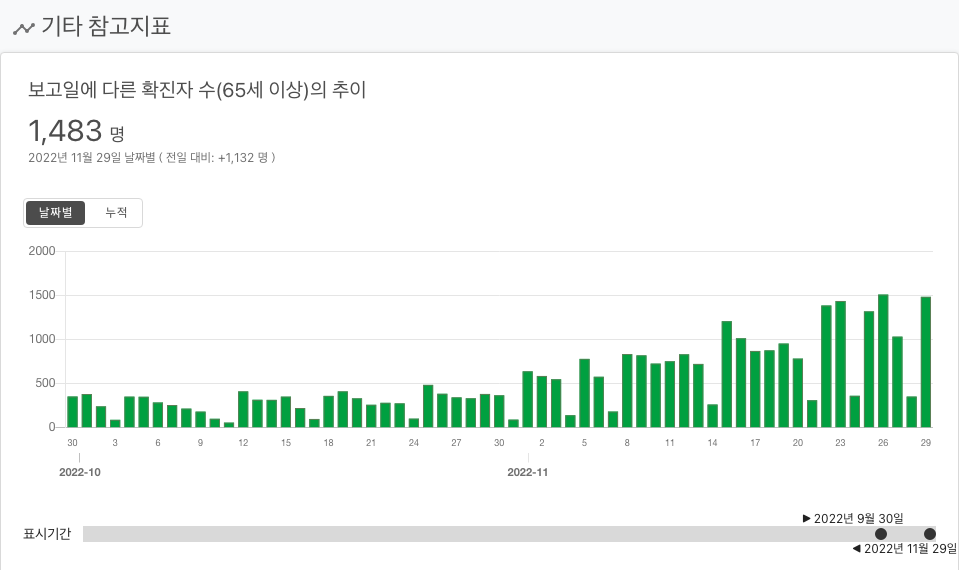 기타 참고지표
보고일에 다른 확진자 수(65세 이상)의 추이
1,483 명
2022년 11월 29일 날짜별 ( 전일 대비: +1,132 명 )
날짜별 누적
2000
1500
1000
500
0
30 3 6 9 12 15 18 21 24 27 30 2 5 8 11 14 17 20 23 26 29
2022-10 2022-11
▶ 2022년 9월 30일
표시기간
◀ 2022년 11월 29일